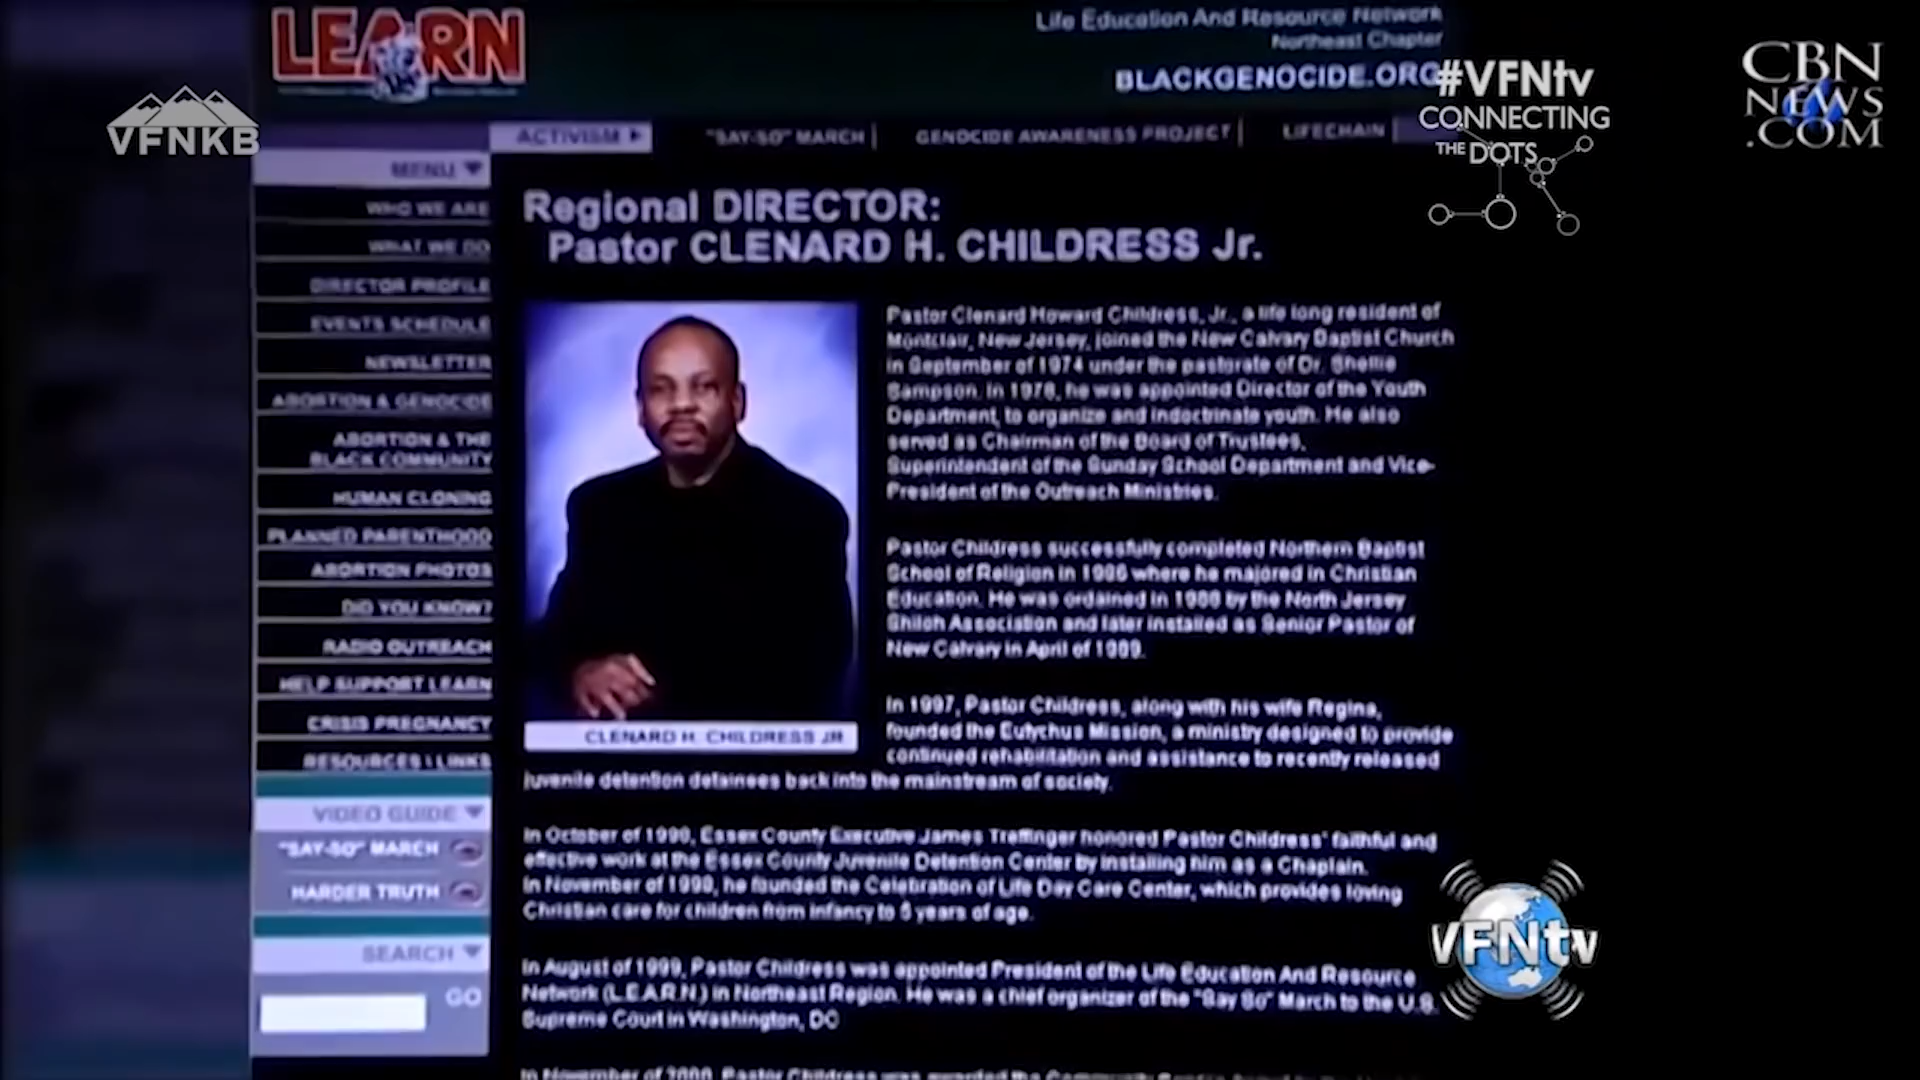 LEARN
Life Education And Resource Network
Northeast Chapter
BLACKGENOCIDE.ORG
#VFNtv
CONNECTING
THE DOTS
CBN
NEWS
.COM
VFNKB
ACTIVISM
"SAY-SO" MARCH
GENOCIDE AWARENESS PROJECT
LIFECHAIN
MENU
WHO WE ARE
WHAT WE DO
DIRECTOR PROFILE
EVENTS SCHEDULE
NEWSLETTER
ABORTION & GENOCIDE
ABORTION & THE
BLACK COMMUNITY
HUMAN CLONING
PLANNED PARENTHOOD
ABORTION PHOTOS
DID YOU KNOW?
RADIO OUTREACH
HELP SUPPORT LEARN
CRISIS PREGNANCY
RESOURCES \ LINKS
VIDEO GUIDE
"SAY-SO" MARCH
HARDER TRUTH
SEARCH
GO
Regional DIRECTOR:
Pastor CLENARD H. CHILDRESS Jr.
CLENARD H. CHILDRESS JR
Pastor Clenard Howard Childress, Jr., a life long resident of
Montclair, New Jersey, joined the New Calvary Baptist Church
in September of 1974 under the pastorate of Dr. Shellie
Sampson. In 1978, he was appointed Director of the Youth
Department, to organize and indoctrinate youth. He also
served as Chairman of the Board of Trustees,
Superintendent of the Sunday School Department and Vice-
President of the Outreach Ministries.
Pastor Childress successfully completed Northern Baptist
School of Religion in 1986 where he majored in Christian
Education. He was ordained in by the North Jersey
Shiloh Association and later installed as Senior Pastor of
New Calvary in April of
In 1997, Pastor Childress, along with his wife Regina,
founded the Eutychus Mission, a ministry designed to provide
continued rehabilitation and assistance to recently released
juvenile detention detainees back into the mainstream of society.
In October of Essex County Executive James Treffinger honored Pastor Childress' faithful and
effective work at the Essex County Juvenile Detention Center by installing him as a Chaplain.
In November of he founded the Celebration of Life Day Care Center, which provides loving
Christian care for children from infancy to 5 years of age.
In August of 1999, Pastor Childress was appointed President of the Life Education And Resource
Network (L.E.A.R.N.) in Northeast Region. He was a chief organizer of the "Say So" March to the U.S.
Supreme Court in Washington, DC
In November of 2000, Pastor Childress was awarded the Community
VFNtv